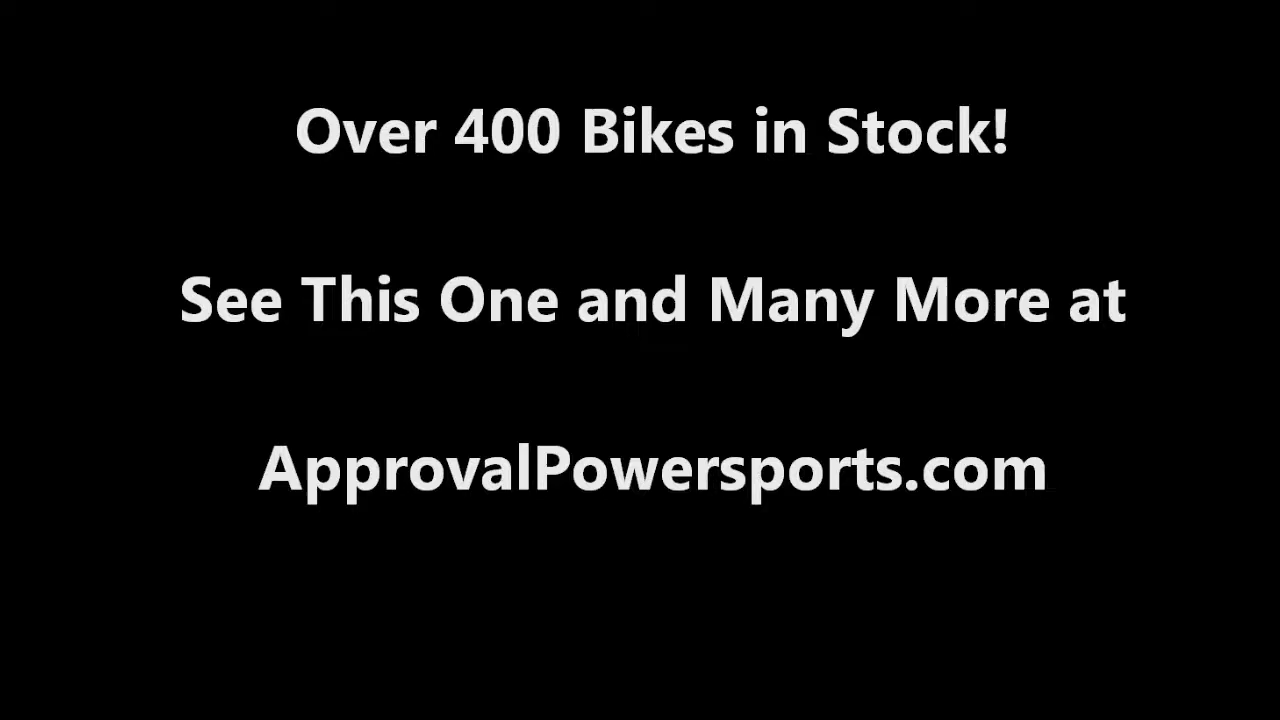 Over 400 Bikes in Stock!
See This One and Many More at
ApprovalPowersports.com